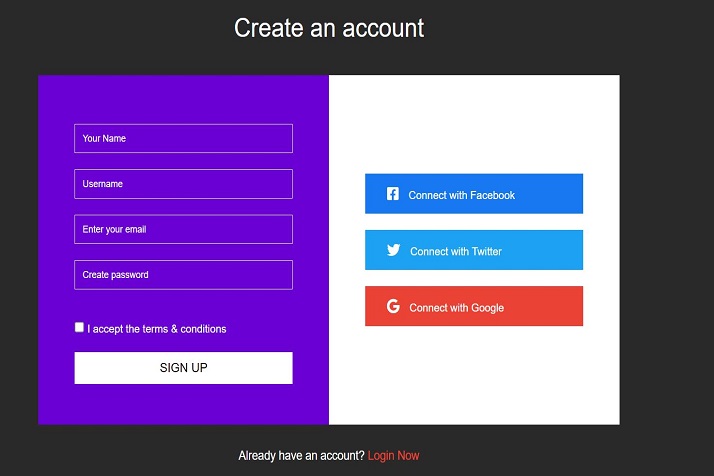 Create an account
Your Name
Username
Enter your email
Create password
I accept the terms & conditions
SIGN UP
Connect with Facebook
Connect with Twitter
Connect with Google
Already have an account? Login Now